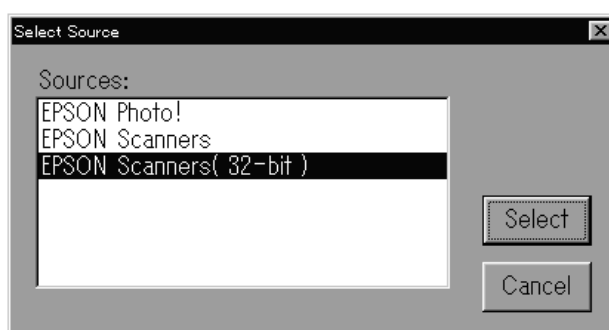 Select Source
Sources:
EPSON Photo!
EPSON Scanners
EPSON Scanners( 32-bit )
Select
Cancel